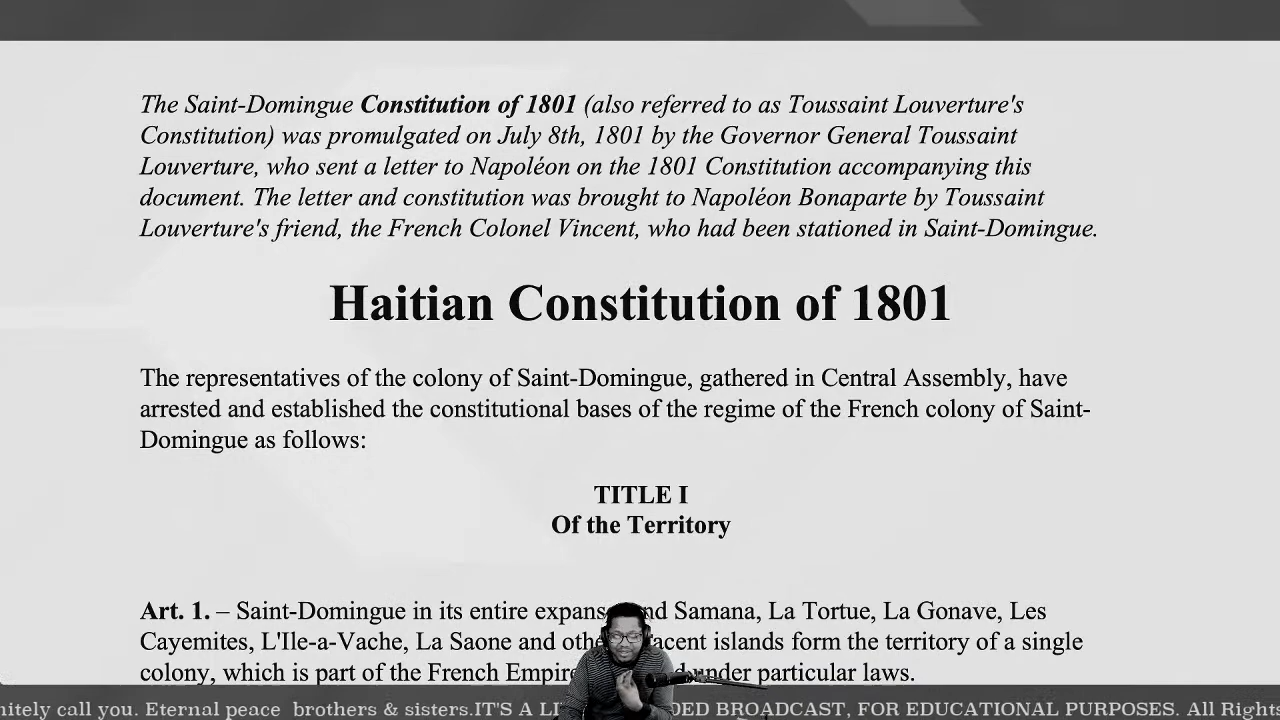 The Saint-Domingue Constitution of 1801 (also referred to as Toussaint Louverture's
Constitution) was promulgated on July 8th, 1801 by the Governor General Toussaint
Louverture, who sent a letter to Napoléon on the 1801 Constitution accompanying this
document. The letter and constitution was brought to Napoléon Bonaparte by Toussaint
Louverture's friend, the French Colonel Vincent, who had been stationed in Saint-Domingue.
Haitian Constitution of 1801
The representatives of the colony of Saint-Domingue, gathered in Central Assembly, have
arrested and established the constitutional bases of the regime of the French colony of Saint-
Domingue as follows:
TITLE I
Of the Territory
Art. 1. – Saint-Domingue in its entire Samana, La Tortue, La Gonave, Les
Cayemites, L'Ile-a-Vache, La Saone and islands form the territory of a single
colony, which is part of the French Empire under particular laws.
call you. Eternal peace brothers & sisters.IT'S A BROADCAST, FOR EDUCATIONAL PURPOSES. All Rights